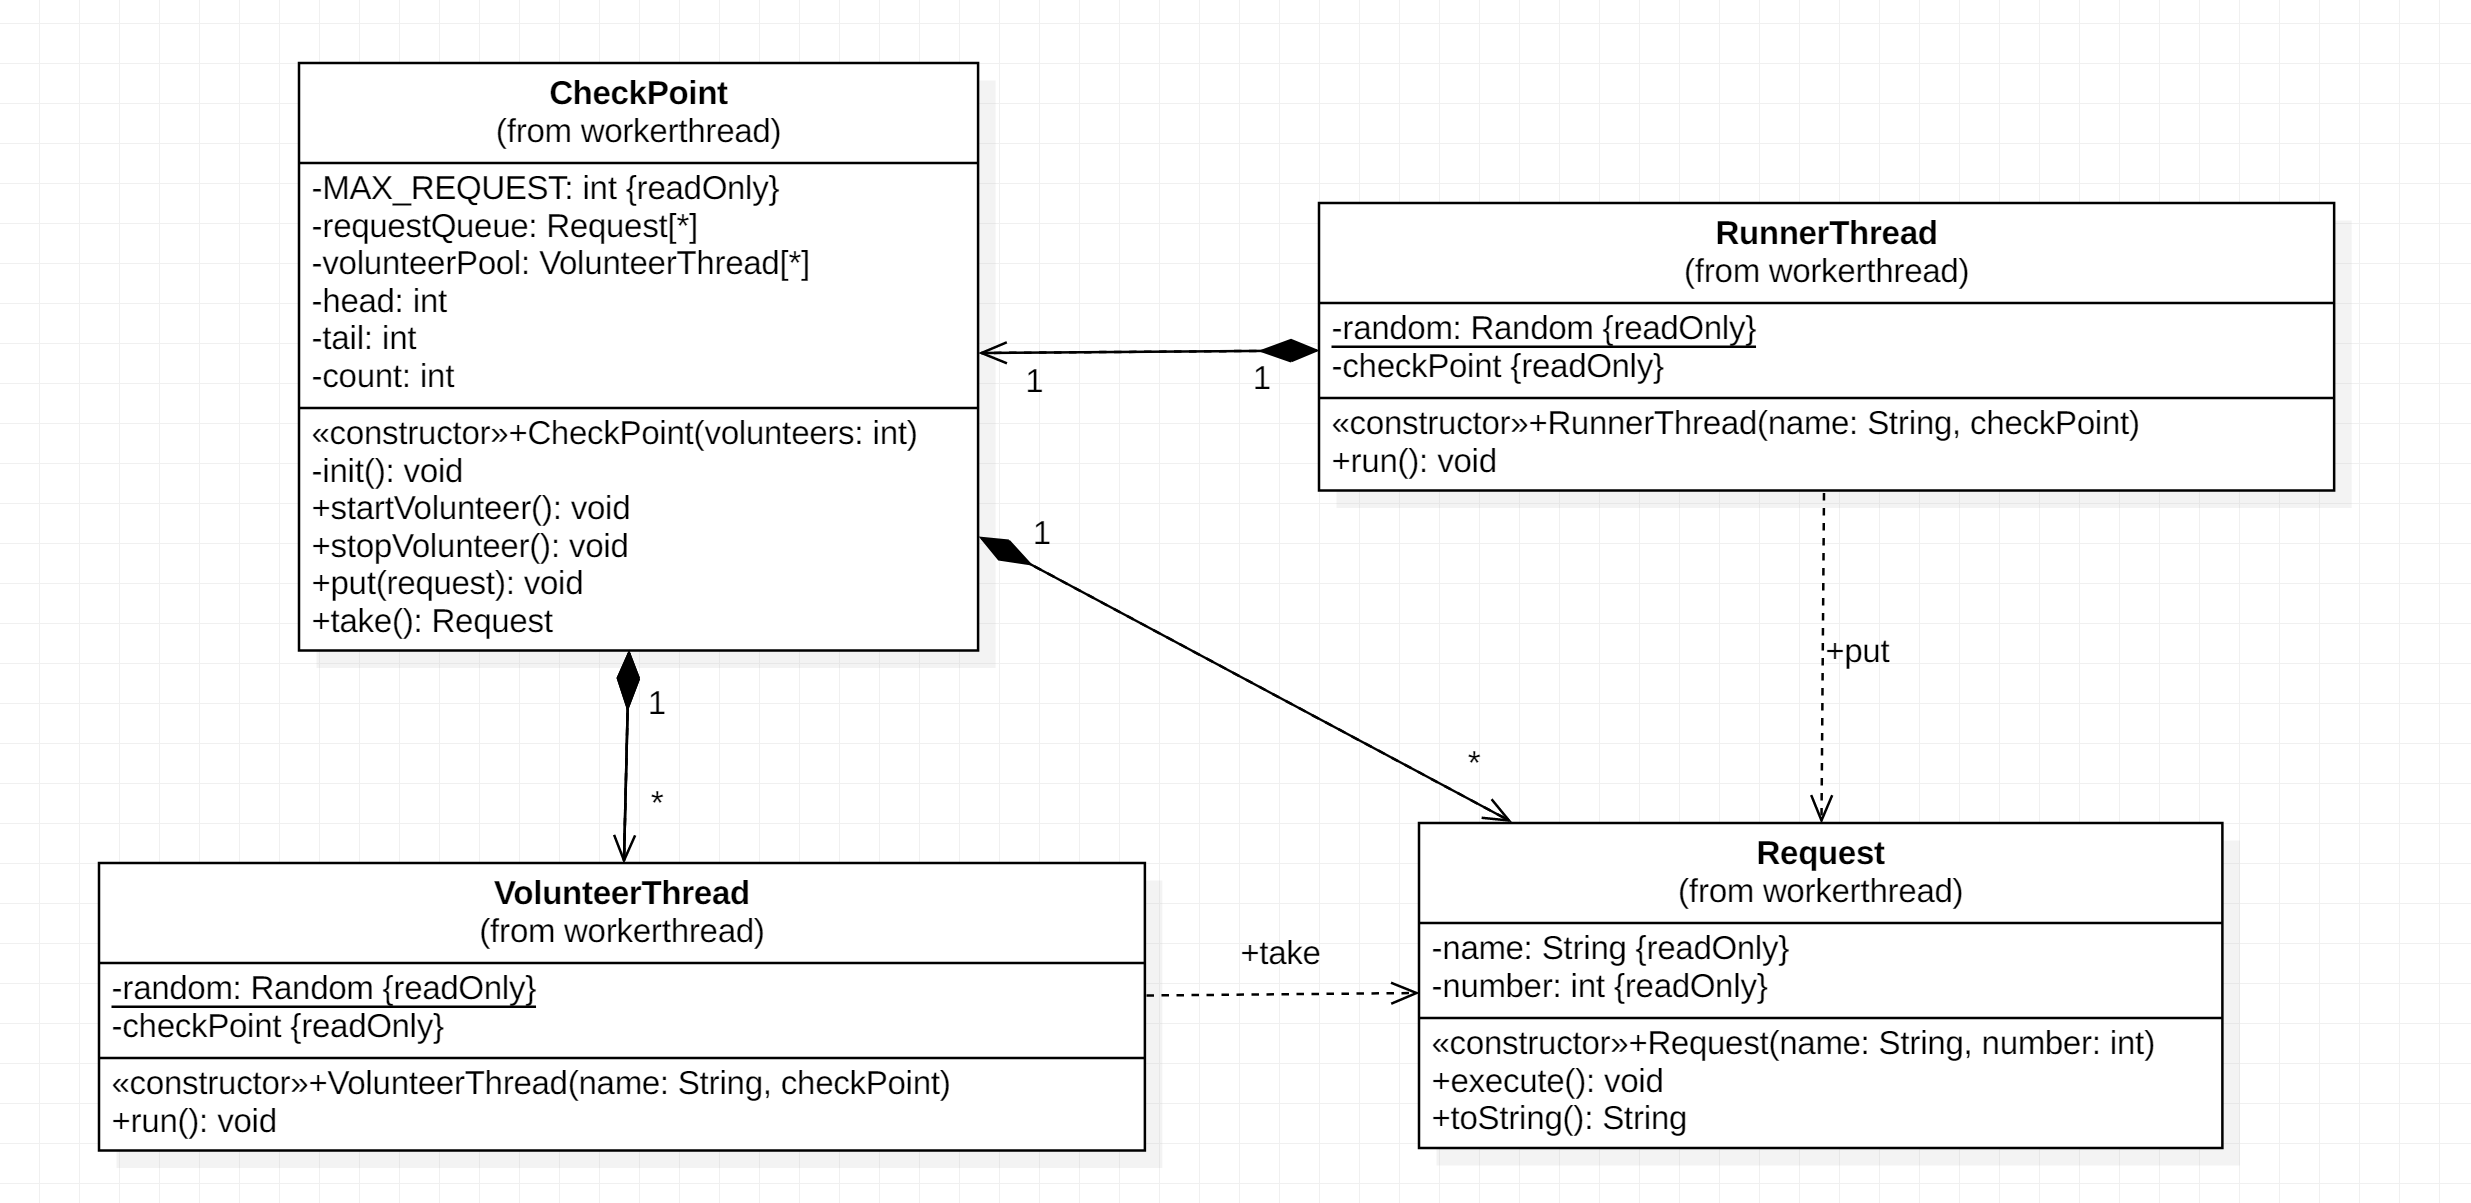 CheckPoint
(from workerthread)
-MAX_REQUEST: int {readOnly}
-requestQueue: Request[*]
-volunteerPool: VolunteerThread[*]
-head: int
-tail: int
-count: int
«constructor»+CheckPoint(volunteers: int)
-init(): void
+startVolunteer(): void
+stopVolunteer(): void
+put(request): void
+take(): Request
RunnerThread
(from workerthread)
-random: Random {readOnly}
-checkPoint {readOnly}
«constructor»+RunnerThread(name: String, checkPoint)
+run(): void
1
1
1
*
+put
1
*
VolunteerThread
(from workerthread)
-random: Random {readOnly}
-checkPoint {readOnly}
«constructor»+VolunteerThread(name: String, checkPoint)
+run(): void
+take
Request
(from workerthread)
-name: String {readOnly}
-number: int {readOnly}
«constructor»+Request(name: String, number: int)
+execute(): void
+toString(): String